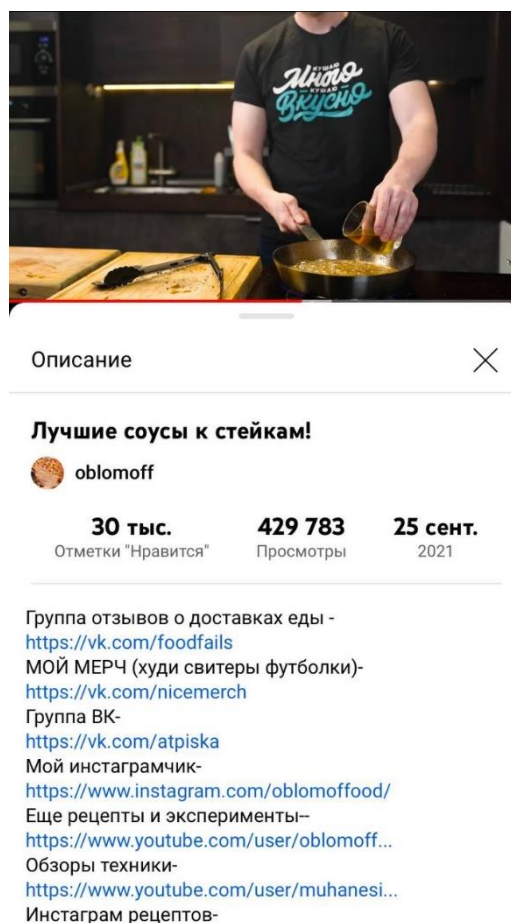 КУШАЮ
Много
КУШАЮ
Вкусно
Описание
Лучшие соусы к стейкам!
oblomoff
30 тыс. 429 783 25 сент.
Отметки "Нравится" Просмотры 2021
Группа отзывов о доставках еды -
https://vk.com/foodfails
МОЙ МЕРЧ (худи свитеры футболки)-
https://vk.com/nicemerch
Группа ВК-
https://vk.com/atpiska
Мой инстаграмчик-
https://www.instagram.com/oblomoffood/
Еще рецепты и эксперименты--
https://www.youtube.com/user/oblomoff...
Обзоры техники-
https://www.youtube.com/user/muhanesi...
Инстаграм рецептов-